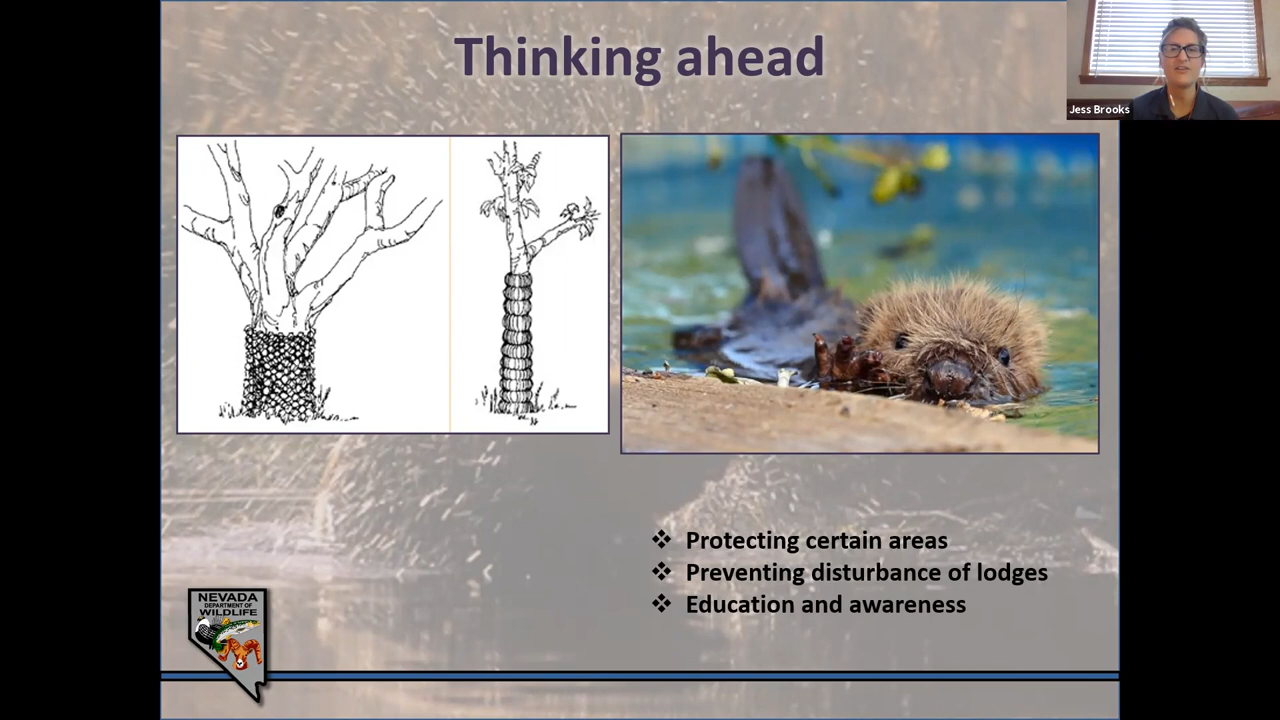 Thinking ahead
Jess Brooks
Protecting certain areas
Preventing disturbance of lodges
Education and awareness
NEVADA
DEPARTMENT OF
WILDLIFE